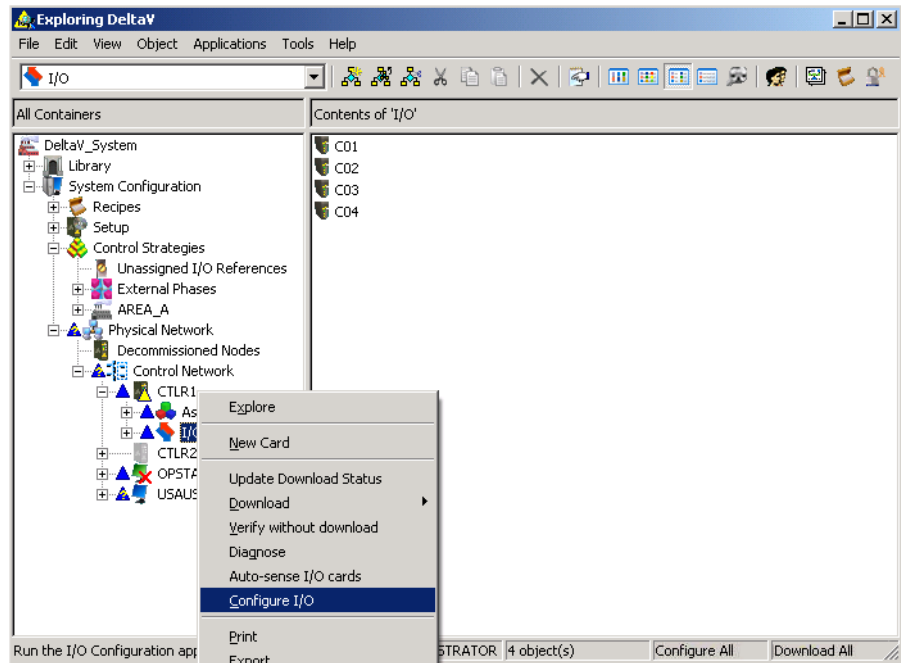 Exploring DeltaV
File Edit View Object Applications Tools Help
I/O
All Containers
Contents of 'I/O'
DeltaV_System
Library
System Configuration
Recipes
Setup
Control Strategies
Unassigned I/O References
External Phases
AREA_A
Physical Network
Decommissioned Nodes
Control Network
CTLR1
As
I/O
CTLR2
OPSTA
USAUS
C01
C02
C03
C04
Explore
New Card
Update Download Status
Download
Verify without download
Diagnose
Auto-sense I/O cards
Configure I/O
Print
Export
Run the I/O Configuration app
STRATOR 4 object(s) Configure All Download All